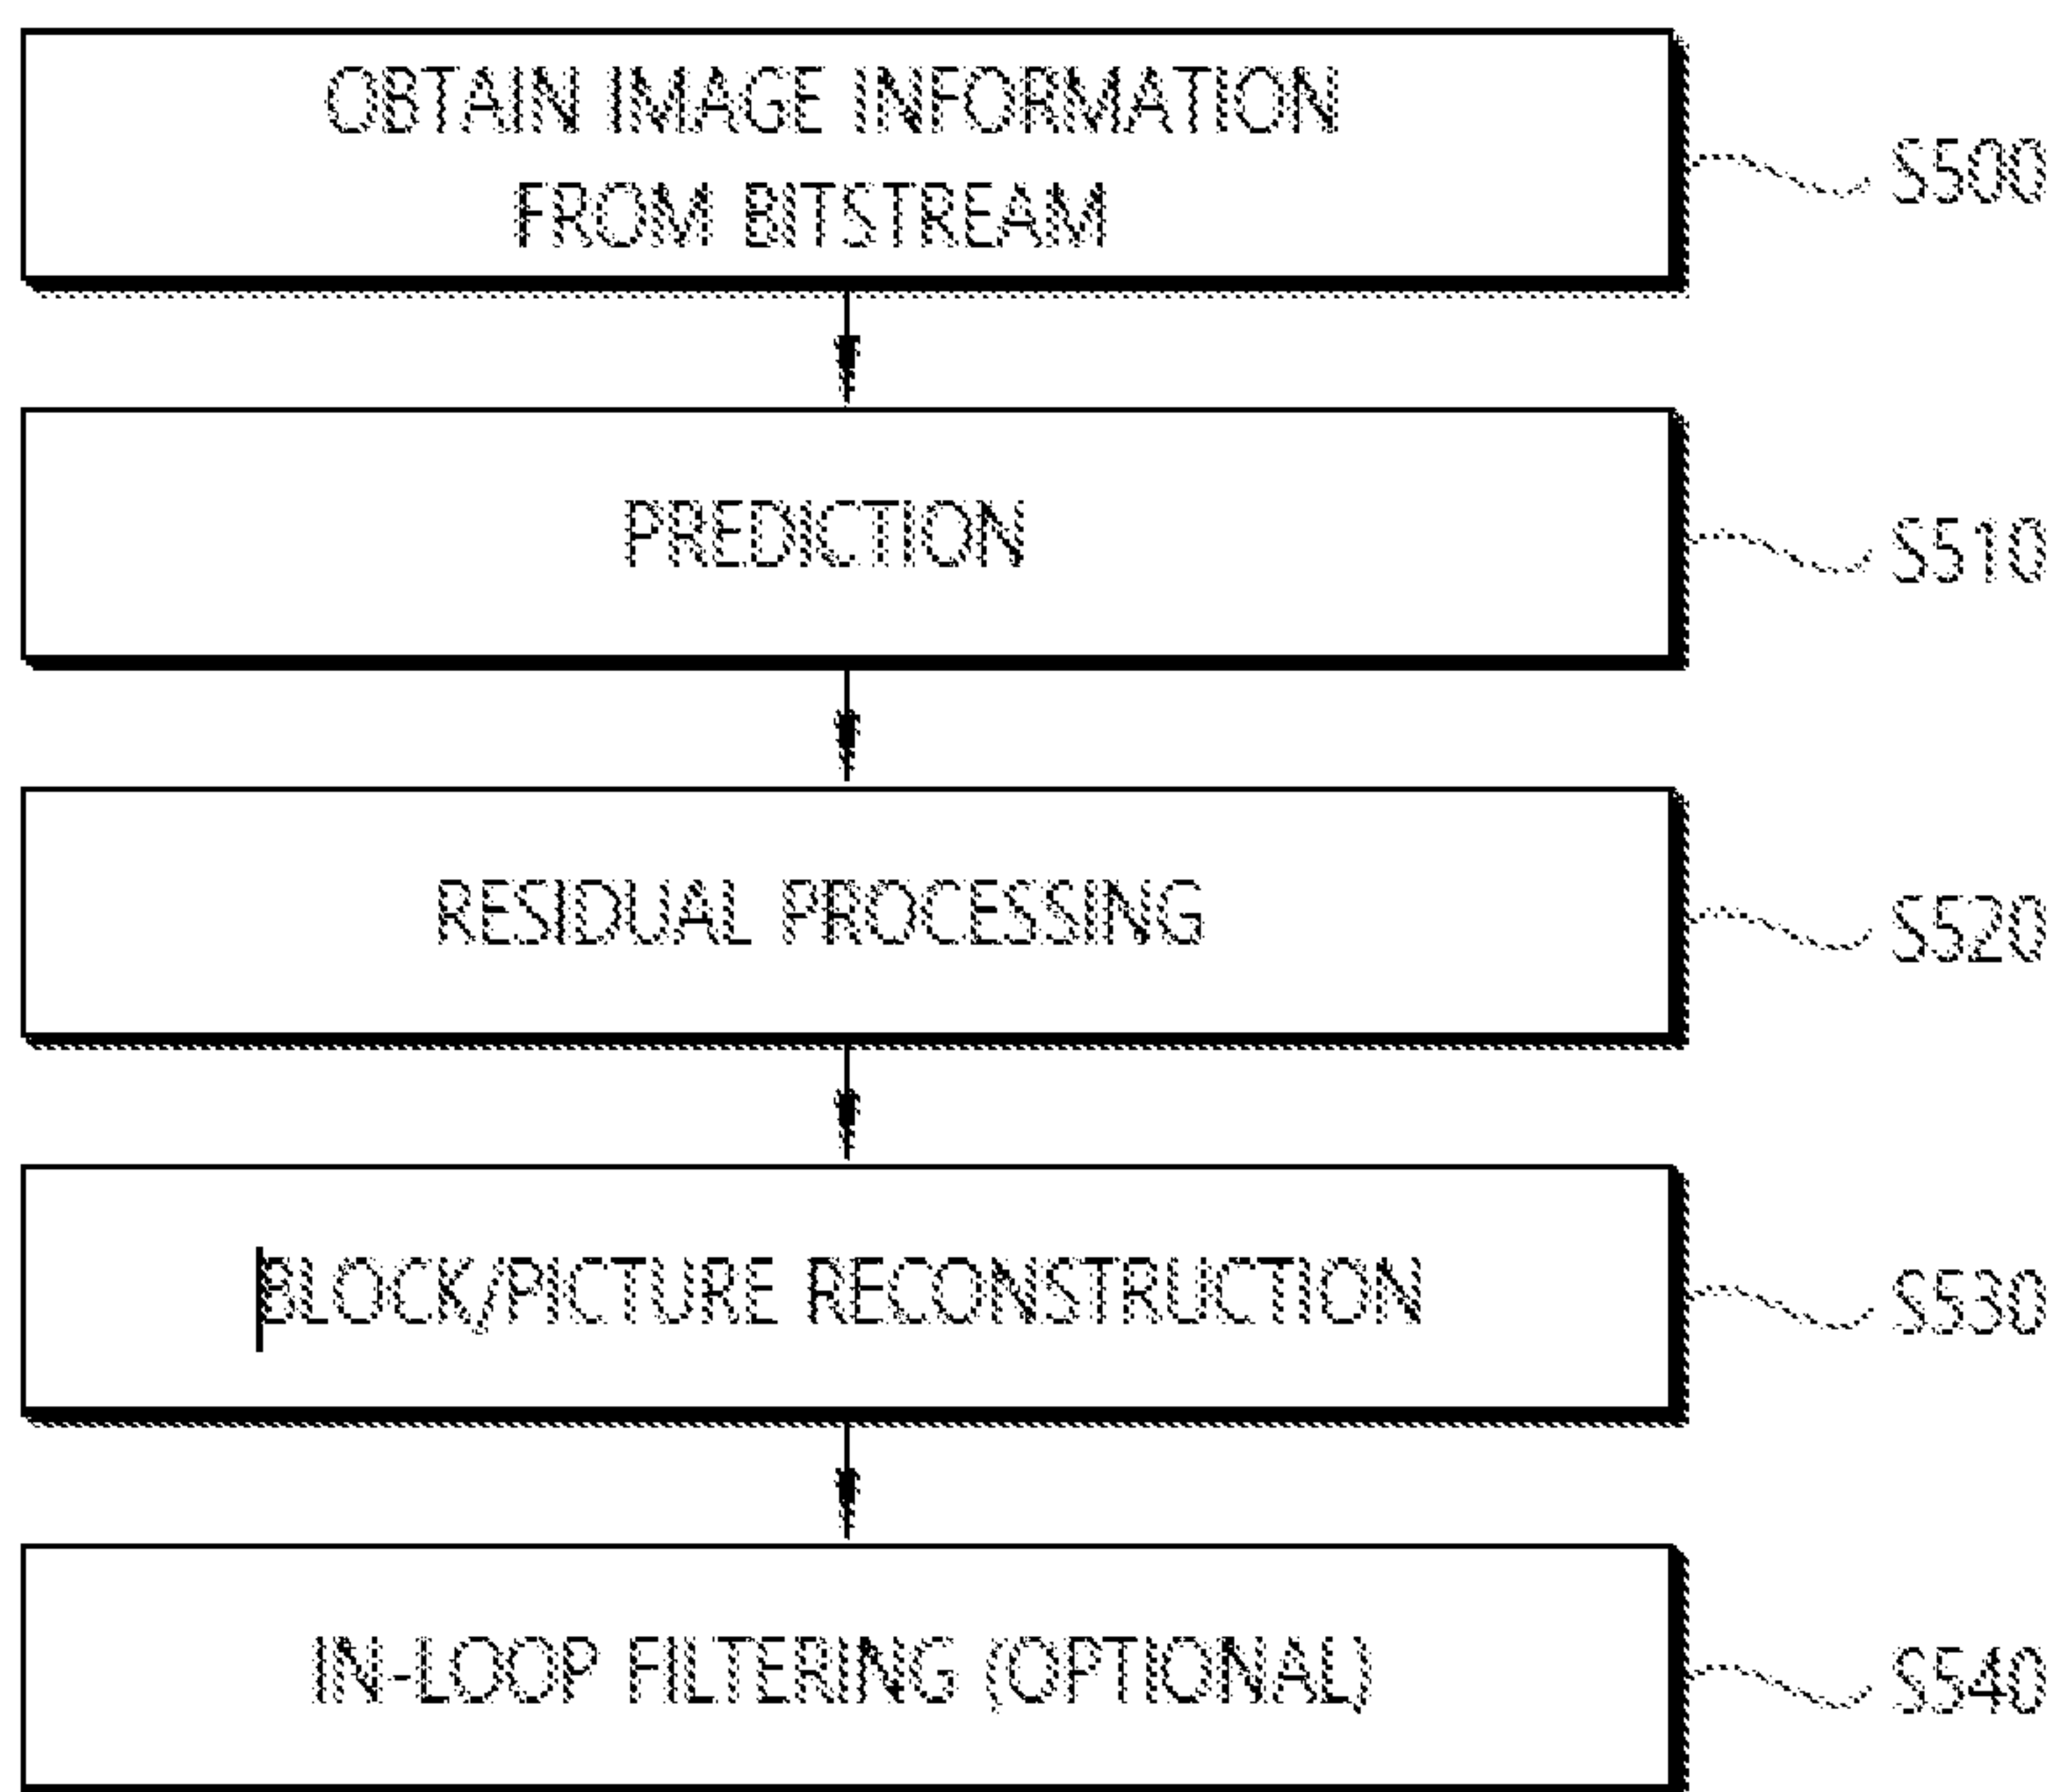 OBTAIN IMAGE INFORMATION
FROM BITSTREAM
S500
PREDICTION
S510
RESIDUAL PROCESSING
S520
BLOCK/PICTURE RECONSTRUCTION
S530
IN-LOOP FILTERING (OPTIONAL)
S540